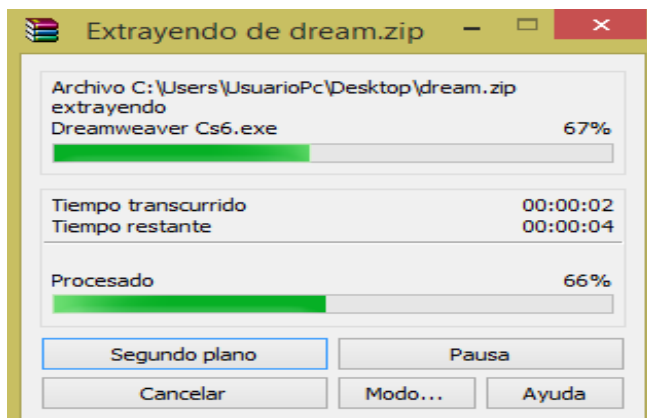 Extrayendo de dream.zip
Archivo C:\Users\UsuarioPc\Desktop\dream.zip
extrayendo
Dreamweaver Cs6.exe 67%
Tiempo transcurrido 00:00:02
Tiempo restante 00:00:04
Procesado 66%
Segundo plano Pausa
Cancelar Modo... Ayuda